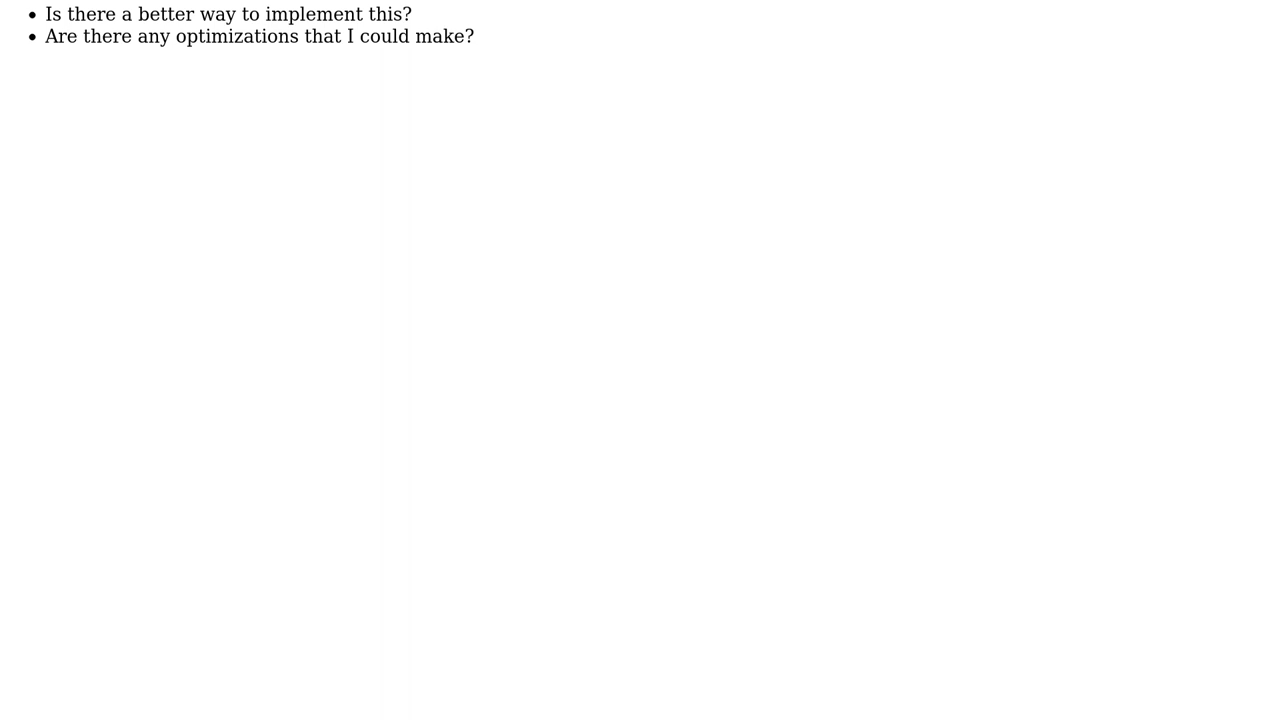 • Is there a better way to implement this?
• Are there any optimizations that I could make?